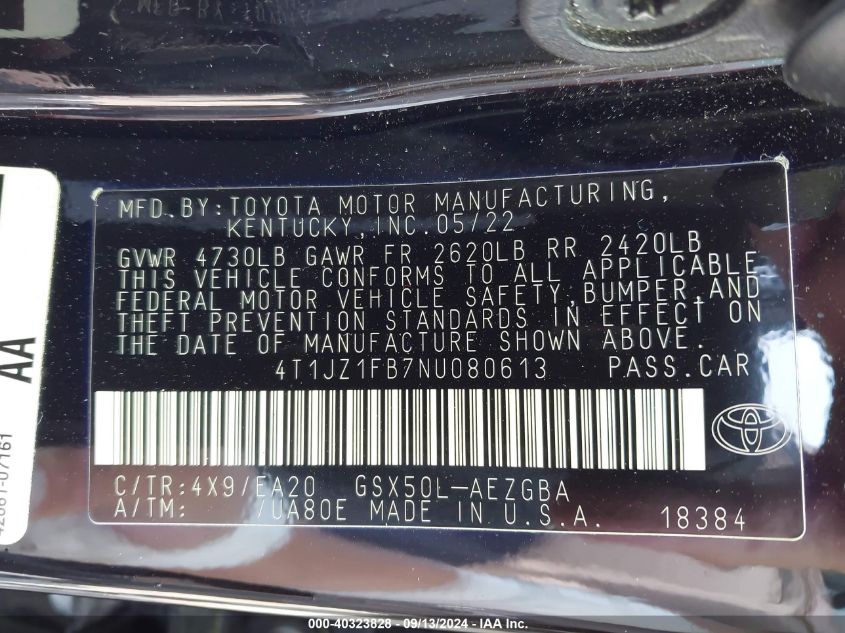 MFD.BY:TOYOTA MOTOR MANUFACTURING,
KENTUCKY,INC.05/22
GVWR 4730LB GAWR FR 2620LB RR 2420LB
THIS VEHICLE CONFORMS TO ALL APPLICABLE
FEDERAL MOTOR VEHICLE SAFETY,BUMPER,AND
THEFT PREVENTION STANDARDS IN EFFECT ON
THE DATE OF MANUFACTURE SHOWN ABOVE.
4T1JZ1FB7NU080613 PASS.CAR
C/TR:4X9/EA20 GSX50L-AEZGBA
A/TM: /UA80E MADE IN U.S.A. 18384
AA
000-40323828 - 09/13/2024 - IAA Inc.